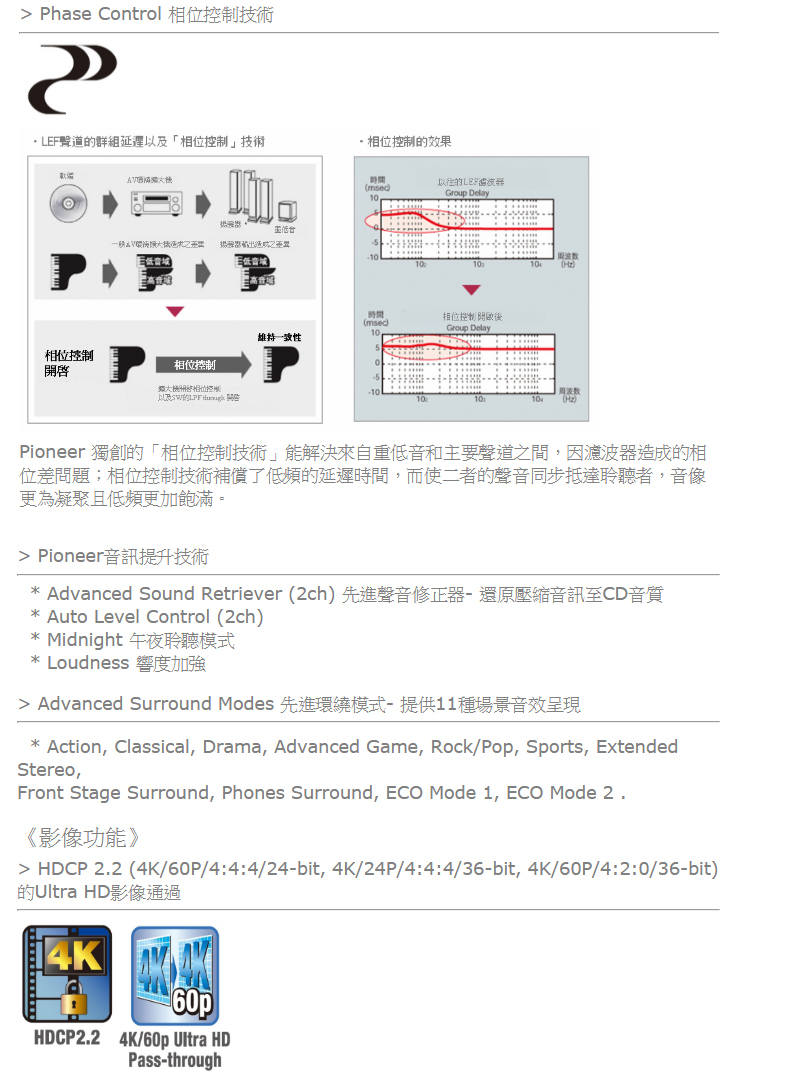 > Phase Control 相位控制技術
・LEF聲道的群組延遲以及「相位控制」技術
軟體
AV環繞擴大機
揚聲器
重低音
一般AV環繞擴大機造成之差異
揚聲器輸出造成之差異
低音域
高音域
低音域
高音域
相位控制
開啓
相位控制
維持一致性
擴大機開啓相位控制
以及SW的LPF through 開啓
・相位控制的效果
時間
(msec)
以往的LEF濾波器
Group Delay
10
5
0
-5
-10
10₂
10₃
10₄
周波数
(Hz)
時間
(msec)
相位控制 開啟後
Group Delay
10
5
0
-5
-10
10₂
10₃
10₄
周波数
(Hz)
Pioneer 獨創的「相位控制技術」能解決來自重低音和主要聲道之間，因濾波器造成的相
位差問題；相位控制技術補償了低頻的延遲時間，而使二者的聲音同步抵達聆聽者，音像
更為凝聚且低頻更加飽滿。
> Pioneer音訊提升技術
* Advanced Sound Retriever (2ch) 先進聲音修正器- 還原壓縮音訊至CD音質
* Auto Level Control (2ch)
* Midnight 午夜聆聽模式
* Loudness 響度加強
> Advanced Surround Modes 先進環繞模式- 提供11種場景音效呈現
* Action, Classical, Drama, Advanced Game, Rock/Pop, Sports, Extended
Stereo,
Front Stage Surround, Phones Surround, ECO Mode 1, ECO Mode 2 .
《影像功能》
> HDCP 2.2 (4K/60P/4:4:4/24-bit, 4K/24P/4:4:4/36-bit, 4K/60P/4:2:0/36-bit)
的Ultra HD影像通過
4K
HDCP2.2
4K
4K
60p
4K/60p Ultra HD
Pass-through